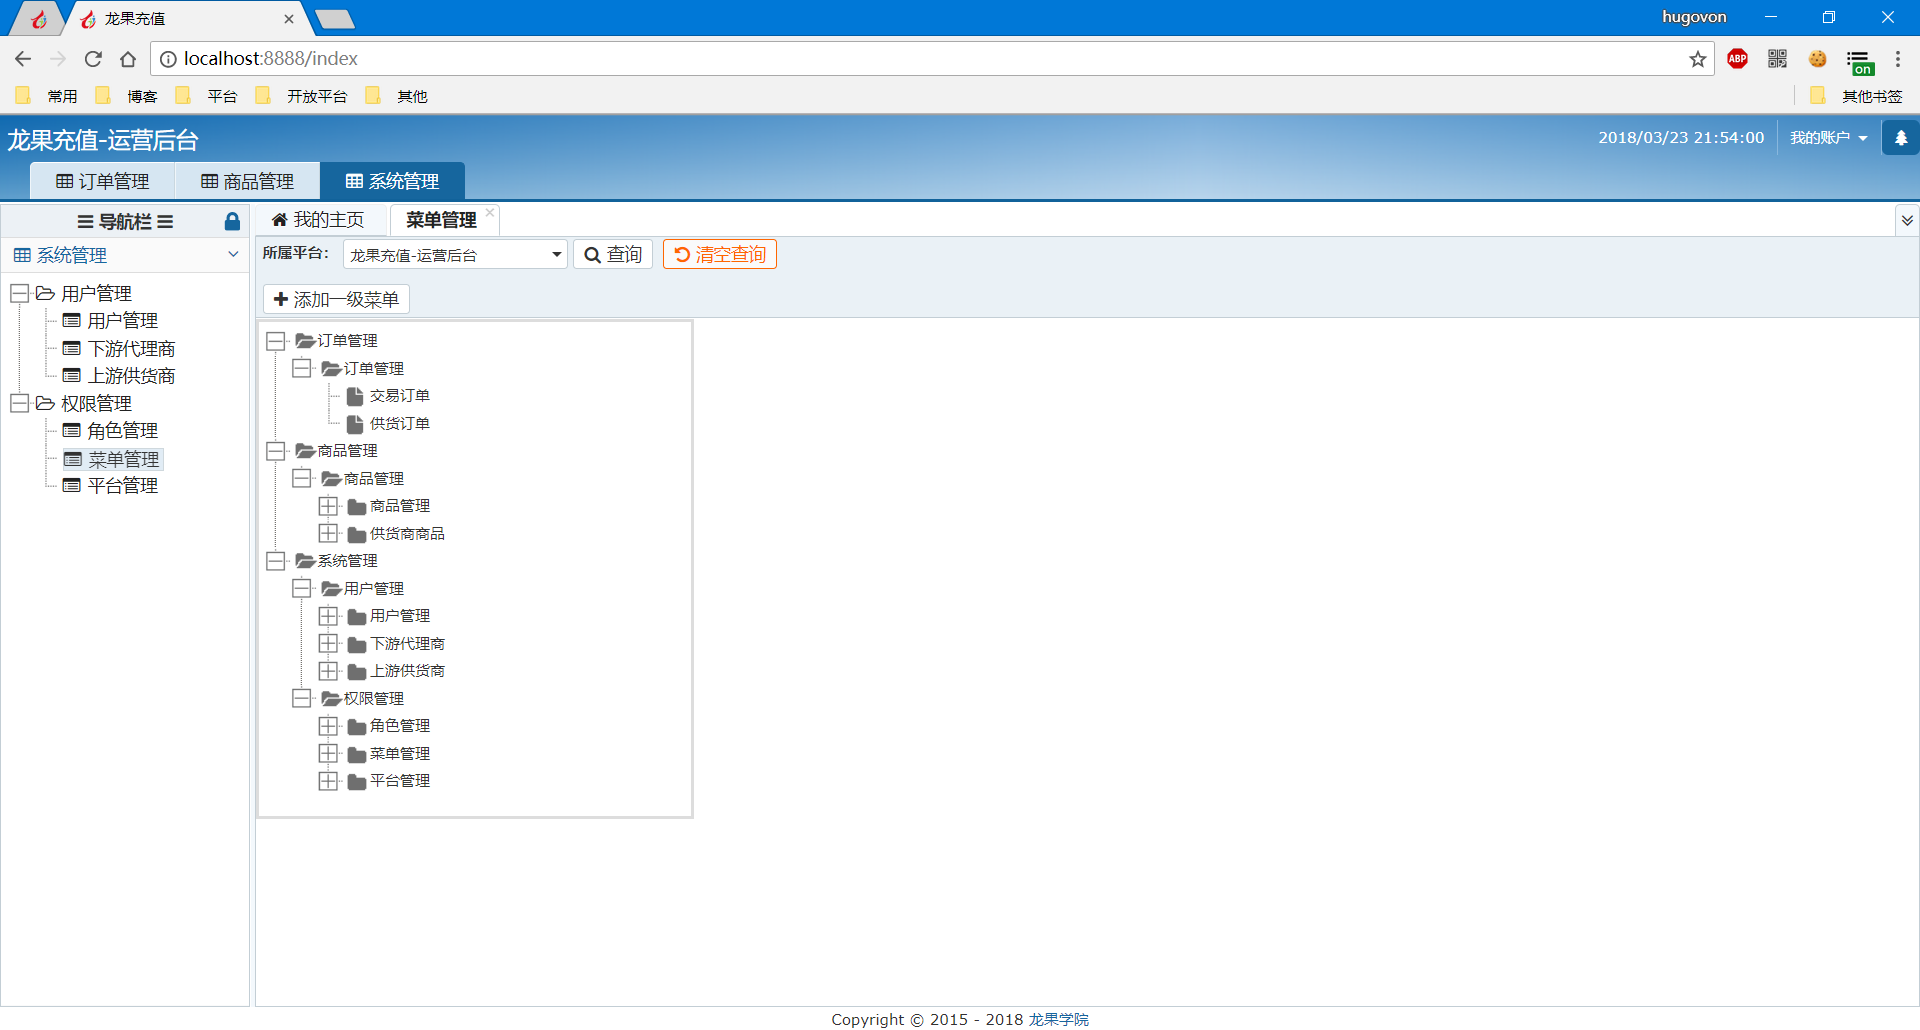 龙果充值
hugovon
localhost:8888/index
ABP
on
常用 博客 平台 开放平台 其他 其他书签
龙果充值-运营后台
2018/03/23 21:54:00 我的账户
订单管理 商品管理 系统管理
导航栏
我的主页 菜单管理
系统管理
所属平台： 龙果充值-运营后台 查询 清空查询
添加一级菜单
用户管理
用户管理
下游代理商
上游供货商
权限管理
角色管理
菜单管理
平台管理
订单管理
订单管理
交易订单
供货订单
商品管理
商品管理
商品管理
供货商商品
系统管理
用户管理
用户管理
下游代理商
上游供货商
权限管理
角色管理
菜单管理
平台管理
Copyright © 2015 - 2018 龙果学院